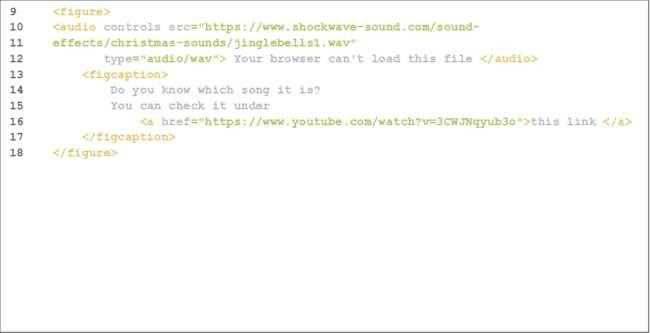 9 <figure>
10 <audio controls src="https://www.shockwave-sound.com/sound-
11 effects/christmas-sounds/jinglebells1.wav"
12 type="audio/wav"> Your browser can't load this file </audio>
13 <figcaption>
14 Do you know which song it is?
15 You can check it under
16 <a href="https://www.youtube.com/watch?v=3CWJNqyub3o">this link </a>
17 </figcaption>
18 </figure>